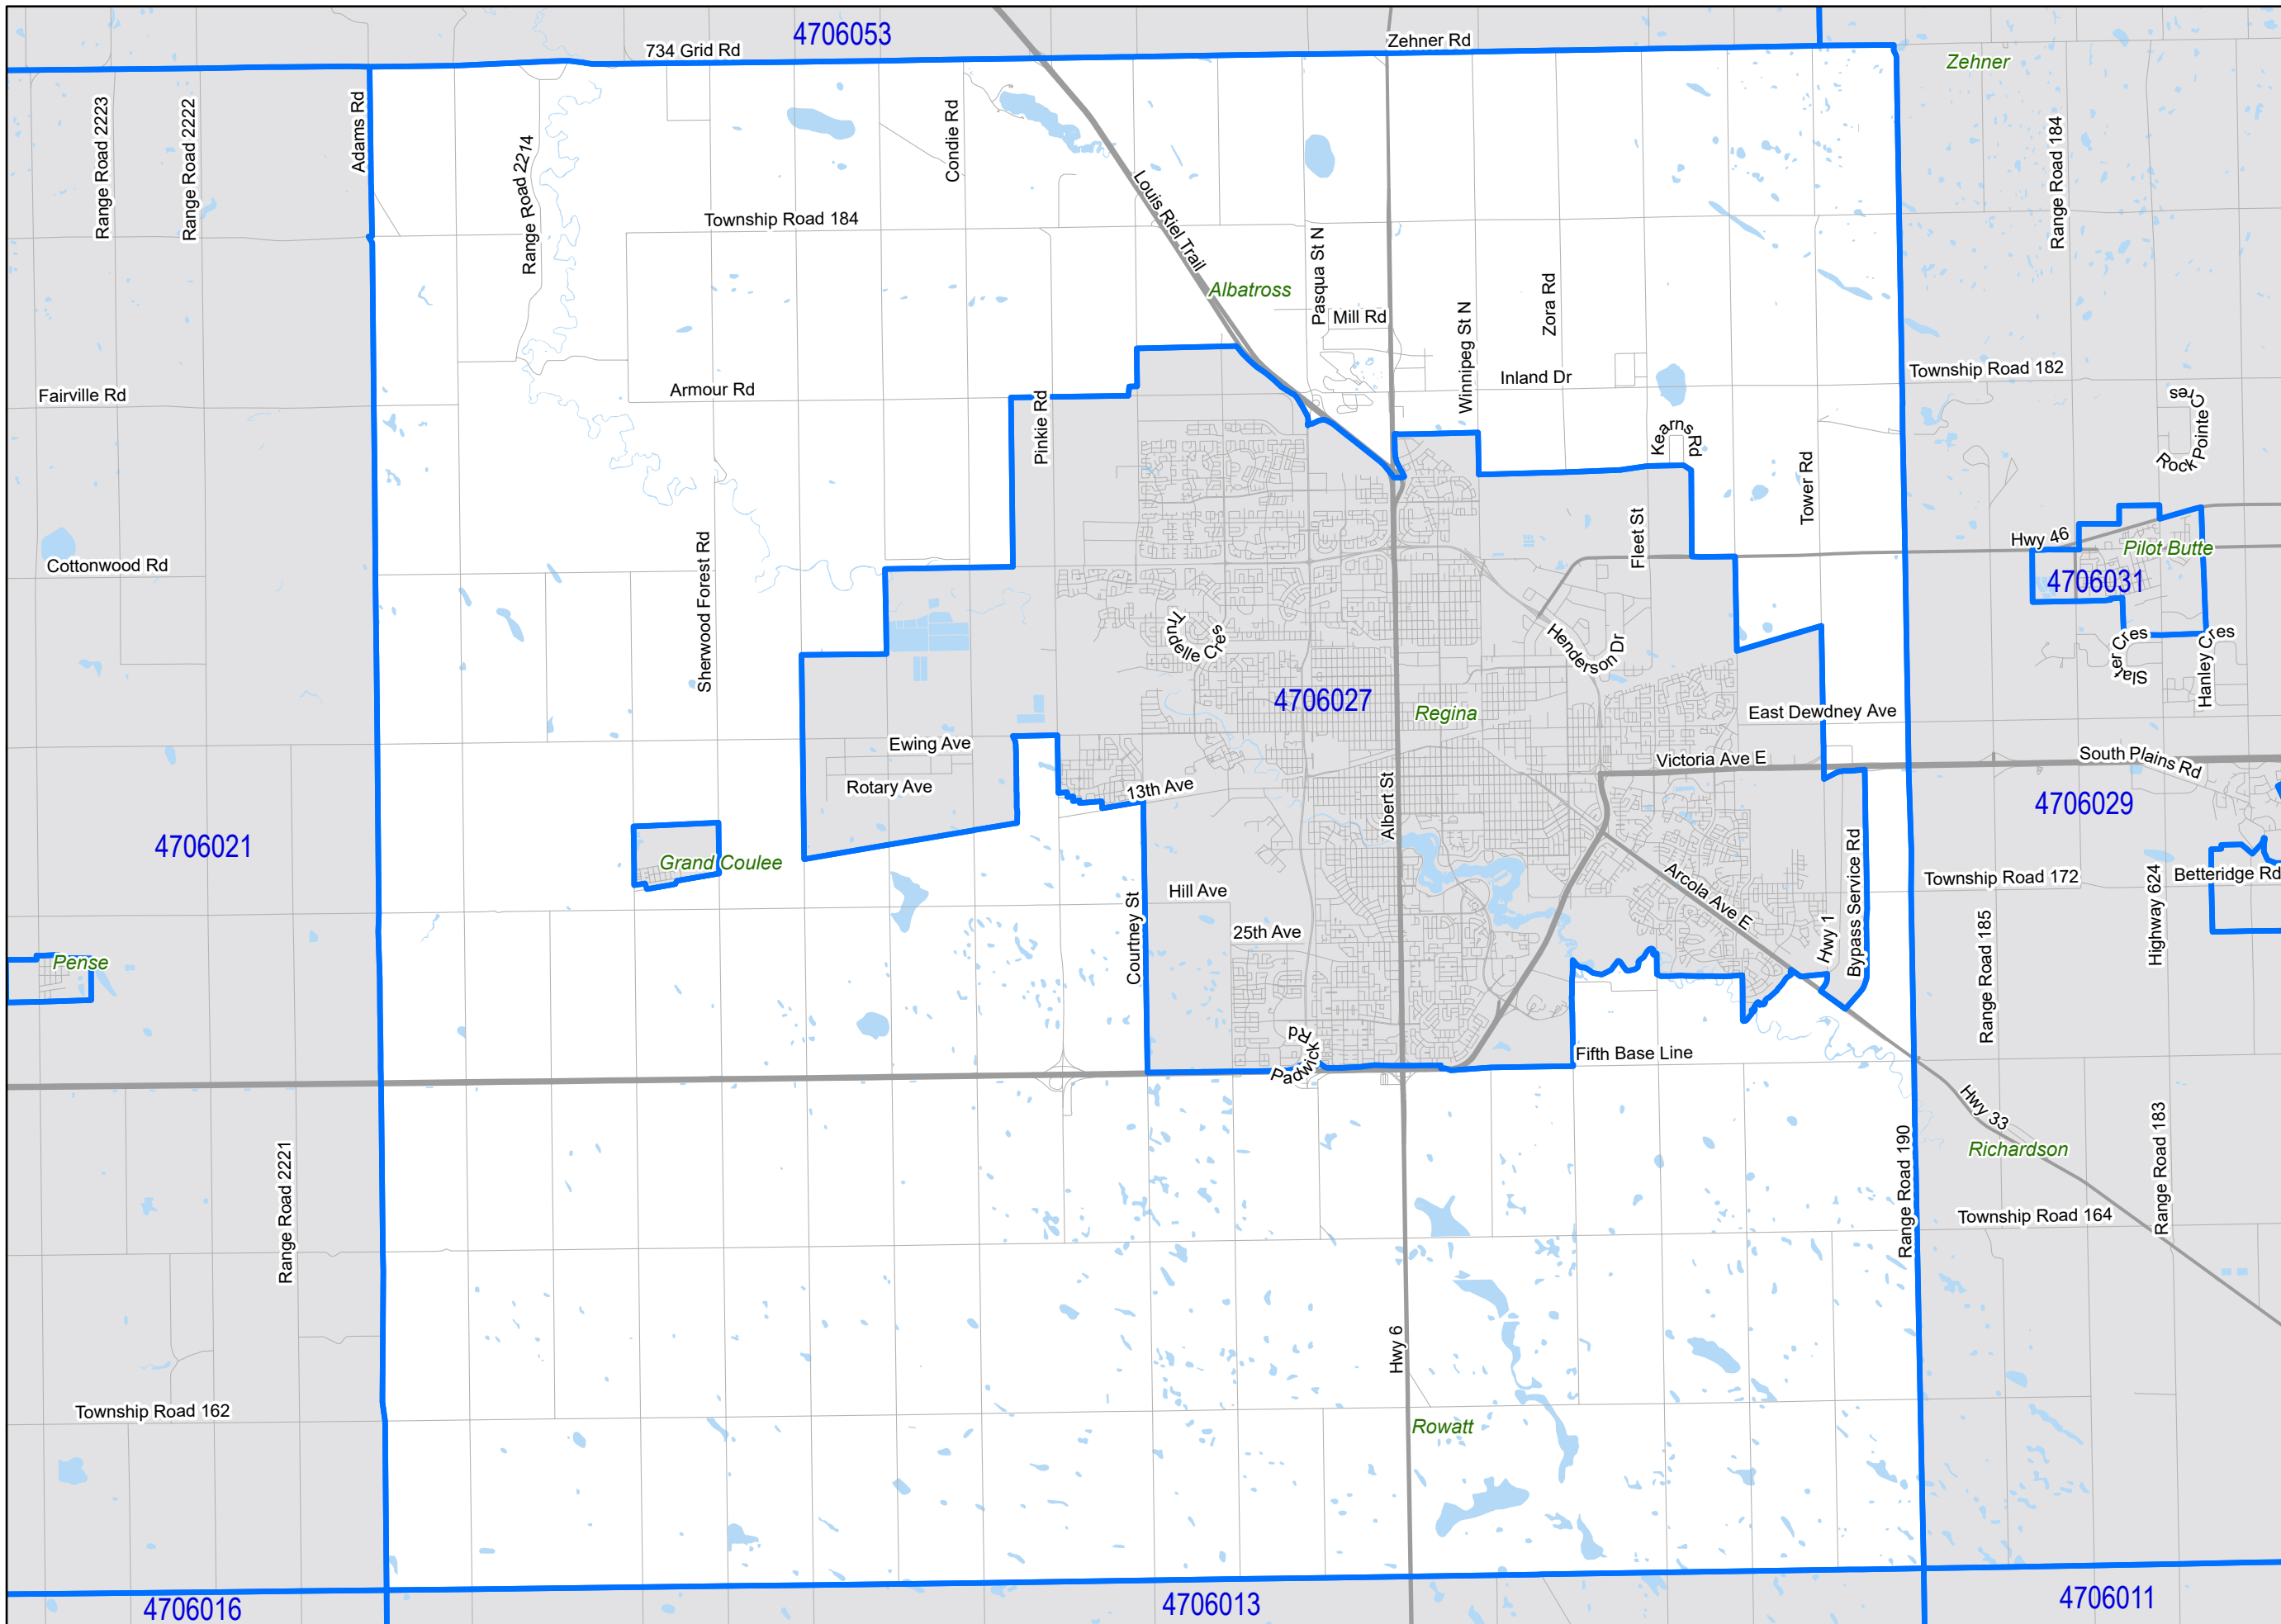 4706053
734 Grid Rd
Zehner Rd
Zehner
Range Road 2223
Range Road 2222
Adams Rd
Range Road 2214
Condie Rd
Louis Riel Trail
Township Road 184
Pasqua St N
Range Road 184
Albatross
Mill Rd
Winnipeg St N
Zora Rd
Fairville Rd
Armour Rd
Pinkie Rd
Inland Dr
Kearns Rd
Township Road 182
Rock Pointe Cres
Tower Rd
Fleet St
Cottonwood Rd
Sherwood Forest Rd
Hwy 46
Pilot Butte
4706031
Trudelle Cres
Henderson Dr
Slater Cres
Hanley Cres
4706027
Regina
East Dewdney Ave
Ewing Ave
Rotary Ave
13th Ave
Albert St
Victoria Ave E
South Plains Rd
4706029
4706021
Grand Coulee
Hill Ave
Courtney St
25th Ave
Arcola Ave E
Hwy 1
Bypass Service Rd
Township Road 172
Highway 624
Betteridge Rd
Range Road 185
Pense
Padwick Rd
Fifth Base Line
Hwy 33
Richardson
Range Road 2221
Range Road 190
Range Road 183
Township Road 164
Hwy 6
Township Road 162
Rowatt
4706016
4706013
4706011